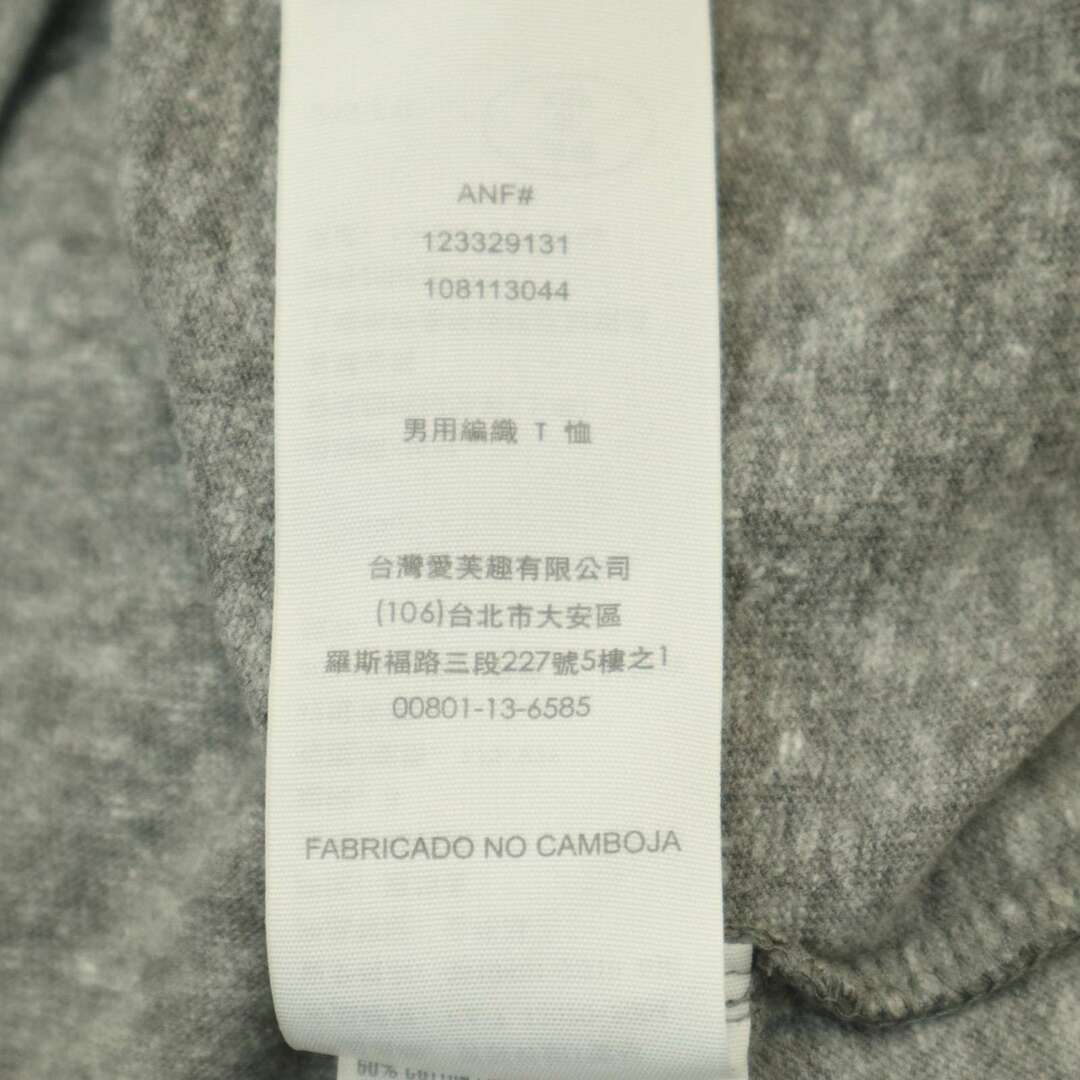 ANF#
123329131
108113044
男用編織 T 恤
台灣愛芙趣有限公司
(106)台北市大安區
羅斯福路三段227號5樓之1
00801-13-6585
FABRICADO NO CAMBOJA
60% COTTON